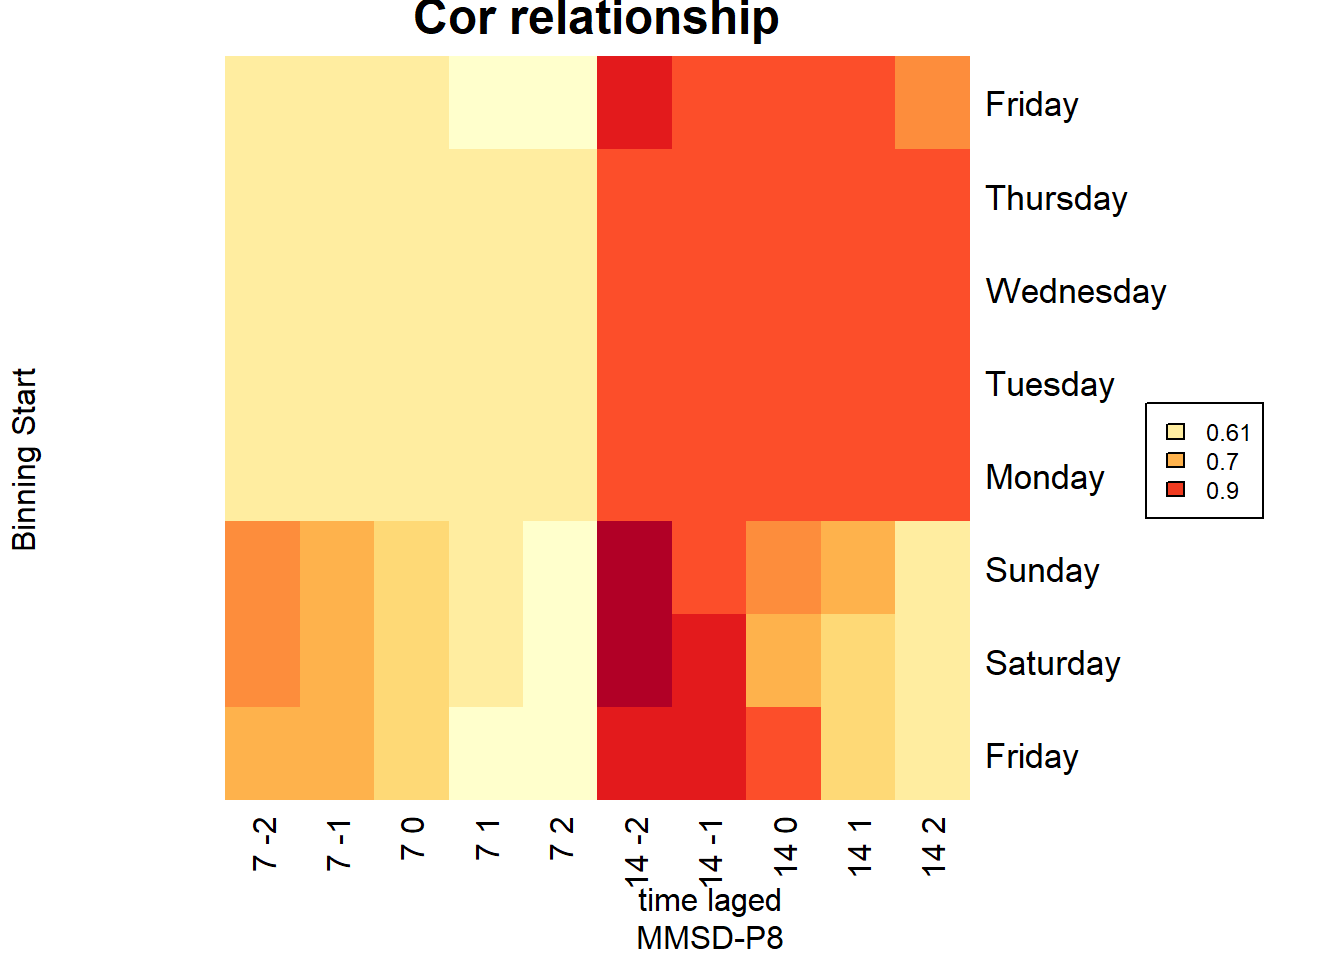 Cor relationship
Friday
Thursday
Wednesday
Tuesday
Monday
Sunday
Saturday
Friday
Binning Start
0.61
0.7
0.9
7 -2
7 -1
7 0
7 1
7 2
14 -2
14 -1
14 0
14 1
14 2
time laged
MMSD-P8